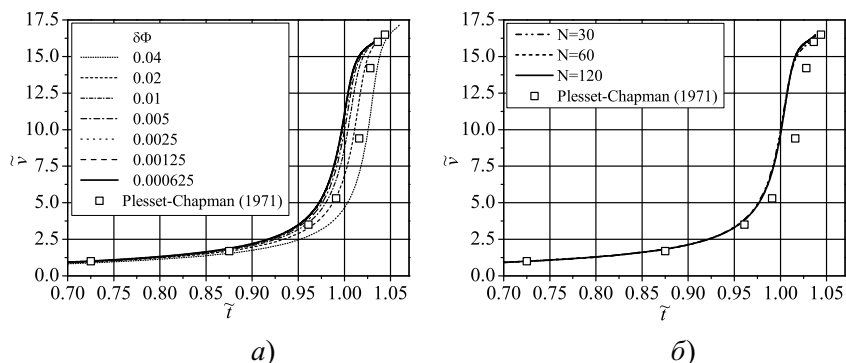 17.5
15.0
12.5
10.0
7.5
5.0
2.5
0.0
ṽ
δΦ
0.04
0.02
0.01
0.005
0.0025
0.00125
0.000625
Plesset-Chapman (1971)
0.70 0.75 0.80 0.85 0.90 0.95 1.00 1.05
t̃
а)
17.5
15.0
12.5
10.0
7.5
5.0
2.5
0.0
ṽ
N=30
N=60
N=120
Plesset-Chapman (1971)
0.70 0.75 0.80 0.85 0.90 0.95 1.00 1.05
t̃
б)